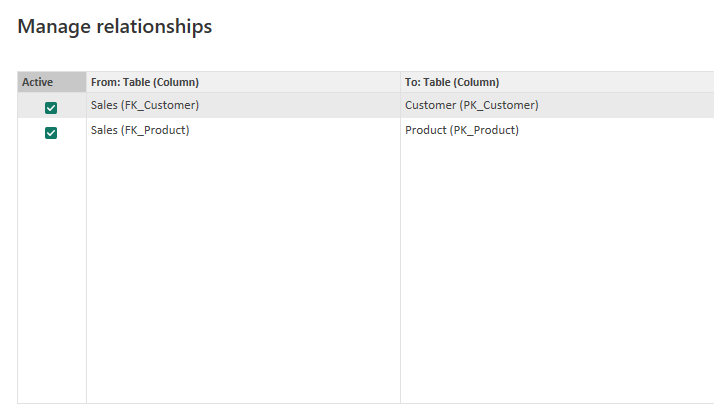 Manage relationships
Active From: Table (Column) To: Table (Column)
Sales (FK_Customer) Customer (PK_Customer)
Sales (FK_Product) Product (PK_Product)